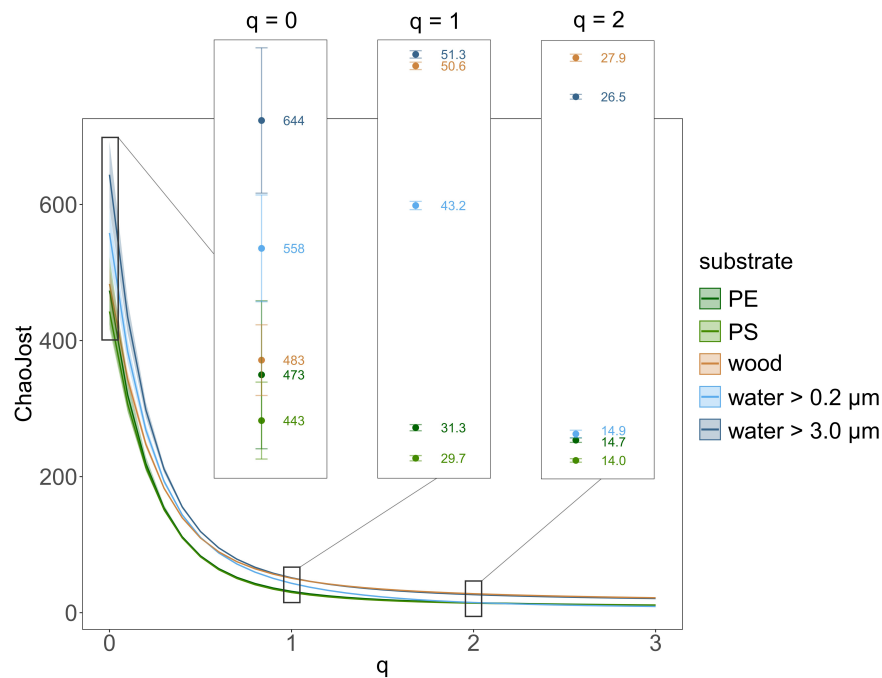 q = 0
q = 1
q = 2
644
558
483
473
443
51.3
50.6
43.2
31.3
29.7
27.9
26.5
14.9
14.7
14.0
ChaoJost
600
400
200
0
0
1
2
3
q
substrate
PE
PS
wood
water > 0.2 µm
water > 3.0 µm